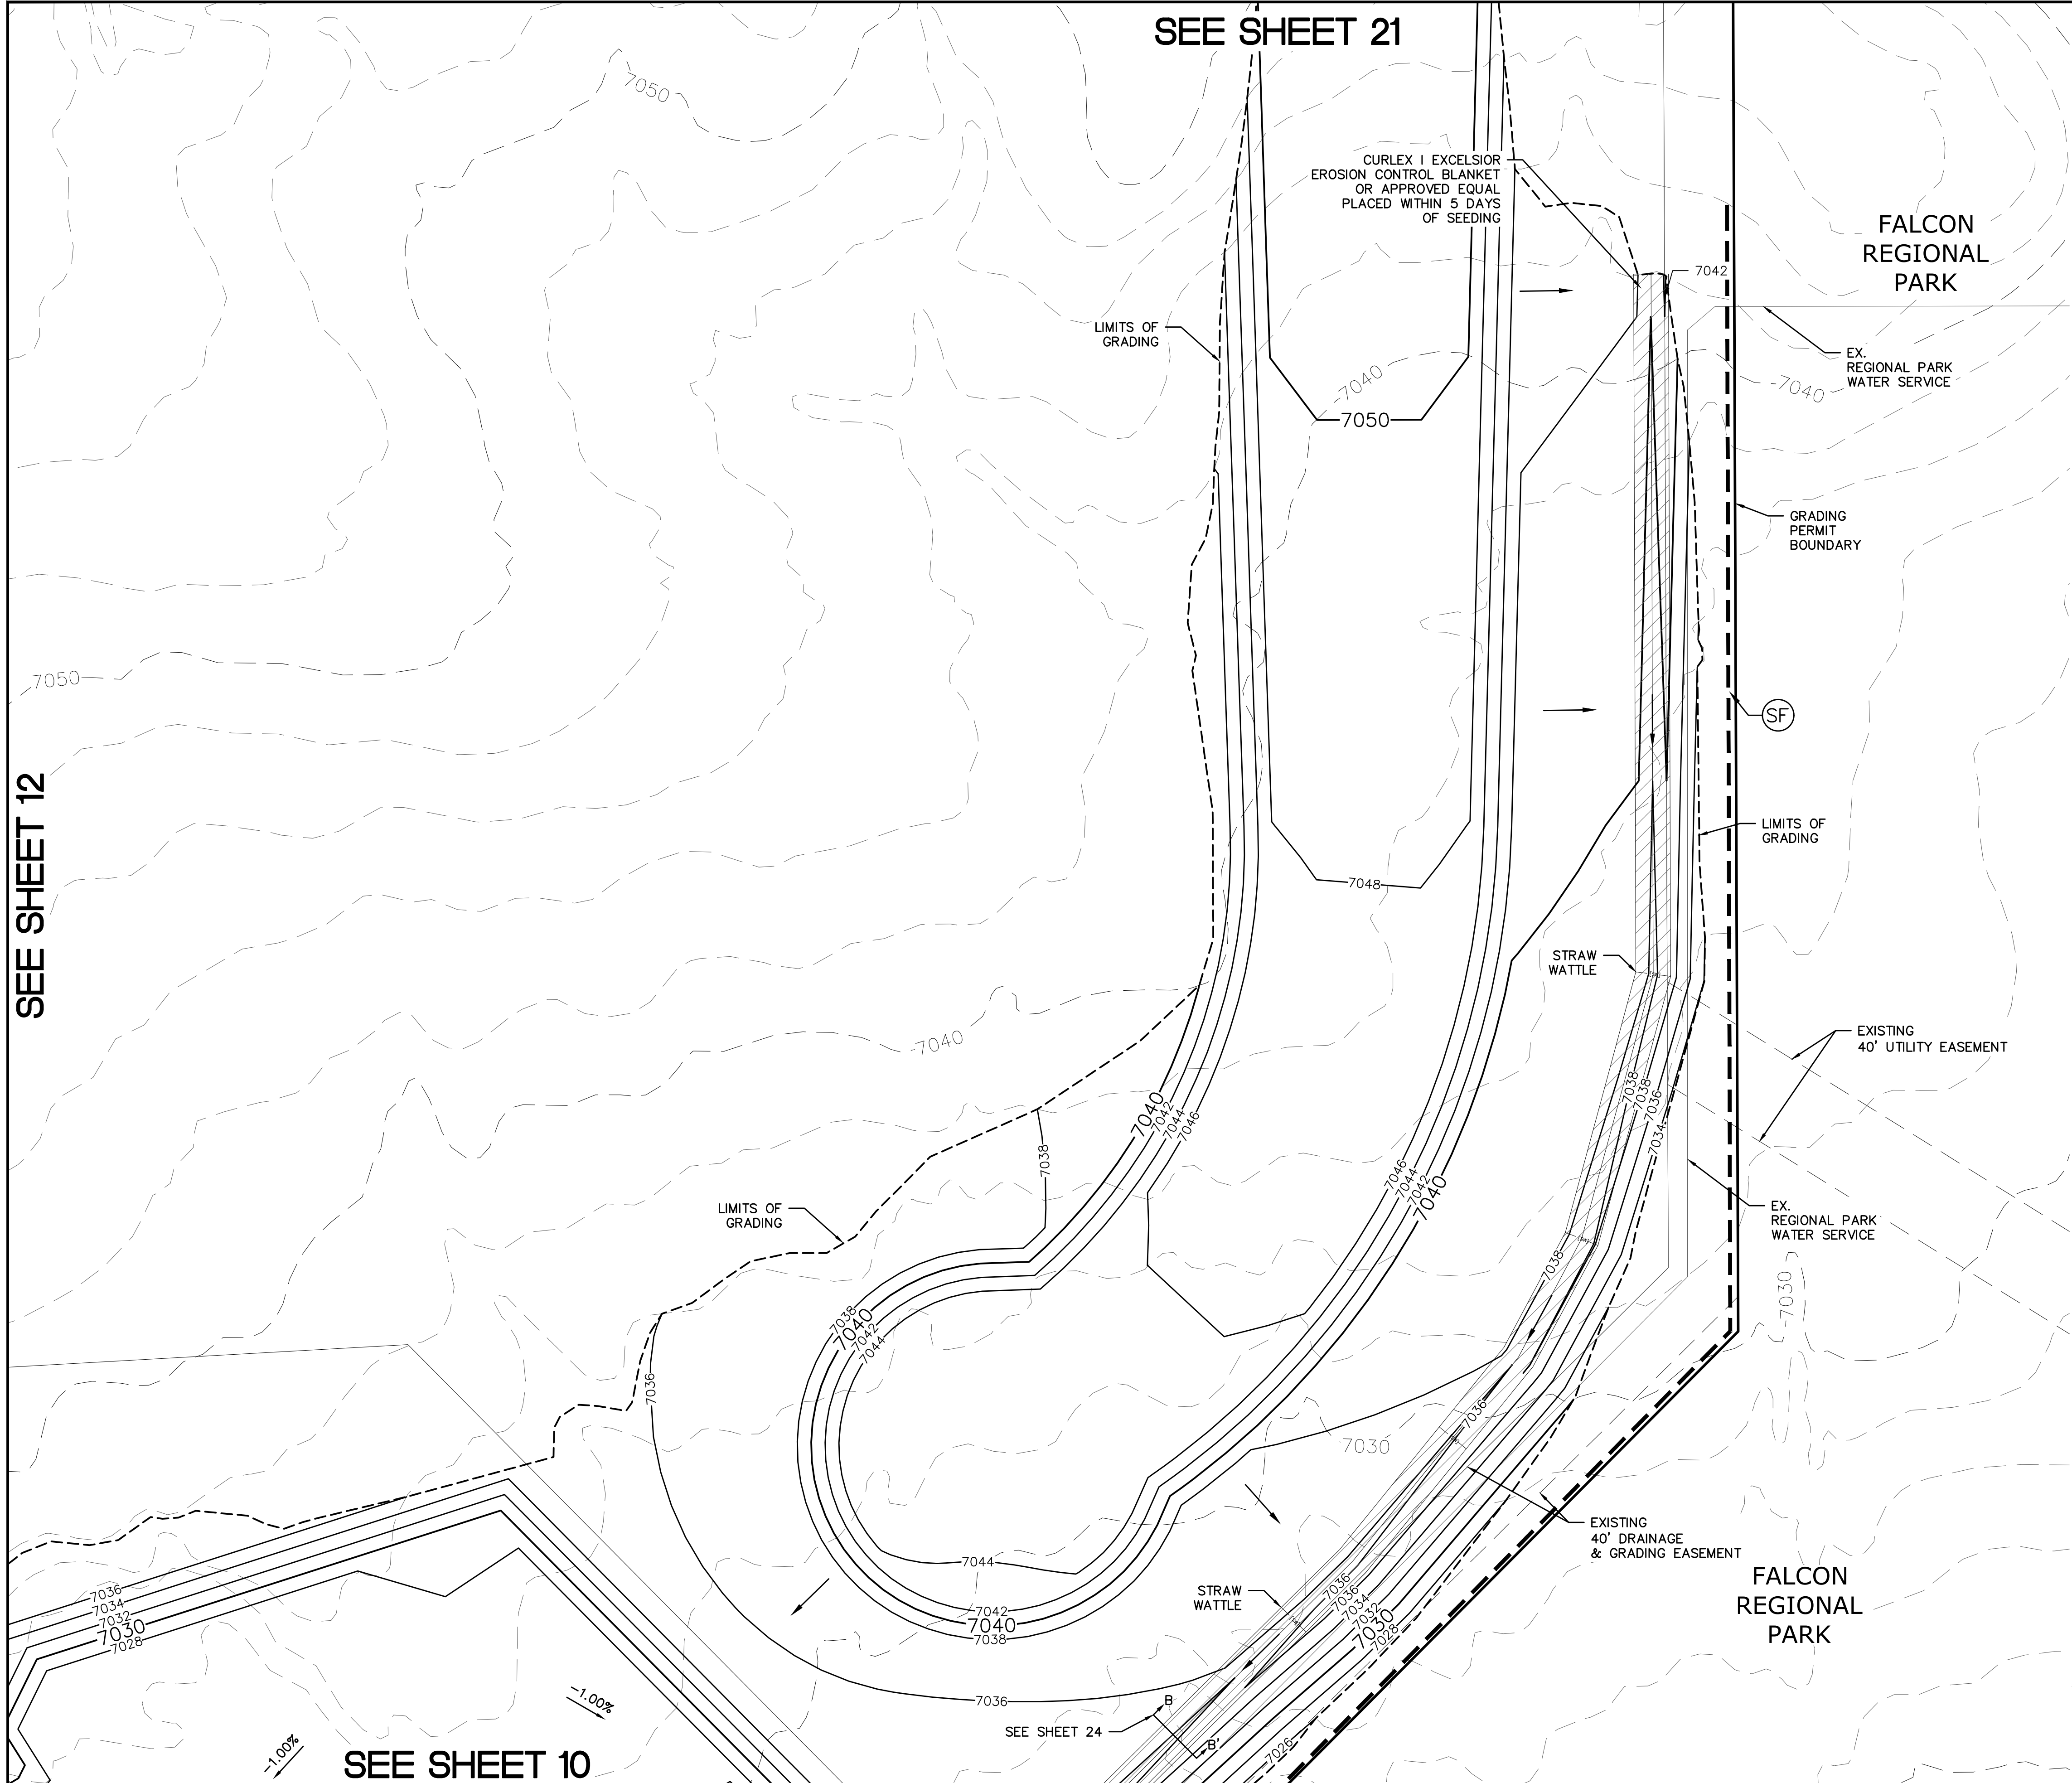 SEE SHEET 21
7050
CURLEX I EXCELSIOR
EROSION CONTROL BLANKET
OR APPROVED EQUAL
PLACED WITHIN 5 DAYS
OF SEEDING
FALCON
REGIONAL
PARK
7042
LIMITS OF
GRADING
EX.
REGIONAL PARK
WATER SERVICE
7040
7040
7050
GRADING
PERMIT
BOUNDARY
7050
SF
SEE SHEET 12
LIMITS OF
GRADING
7048
STRAW
WATTLE
EXISTING
40' UTILITY EASEMENT
7040
7038
7038
7036
7034
7040
7042
7044
7046
7038
7046
7044
7042
7040
LIMITS OF
GRADING
EX.
REGIONAL PARK
WATER SERVICE
7038
7030
7038
7040
7042
7044
7036
7036
7030
EXISTING
40' DRAINAGE
& GRADING EASEMENT
7044
FALCON
REGIONAL
PARK
STRAW
WATTLE
7036
7036
7034
7032
7030
7028
7036
7034
7032
7030
7028
7042
7040
7038
7036
-1.00%
-1.00%
B
SEE SHEET 24
B'
7026
SEE SHEET 10